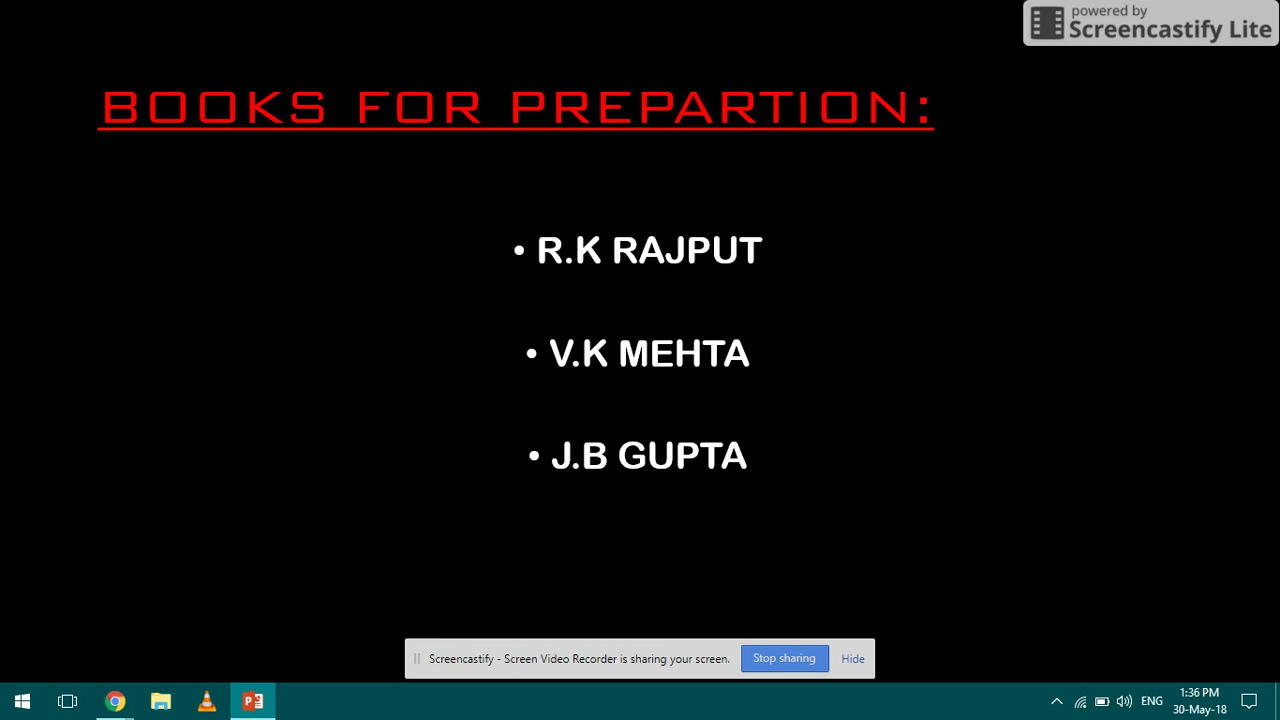 powered by
Screencastify Lite
BOOKS FOR PREPARTION:
• R.K RAJPUT
• V.K MEHTA
• J.B GUPTA
Screencastify - Screen Video Recorder is sharing your screen. Stop sharing Hide
ENG
1:36 PM
30-May-18